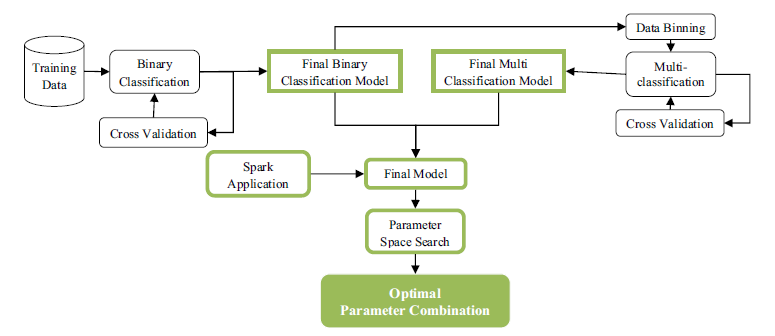 Training
Data
Binary
Classification
Cross Validation
Final Binary
Classification Model
Final Multi
Classification Model
Data Binning
Multi-
classification
Cross Validation
Spark
Application
Final Model
Parameter
Space Search
Optimal
Parameter Combination